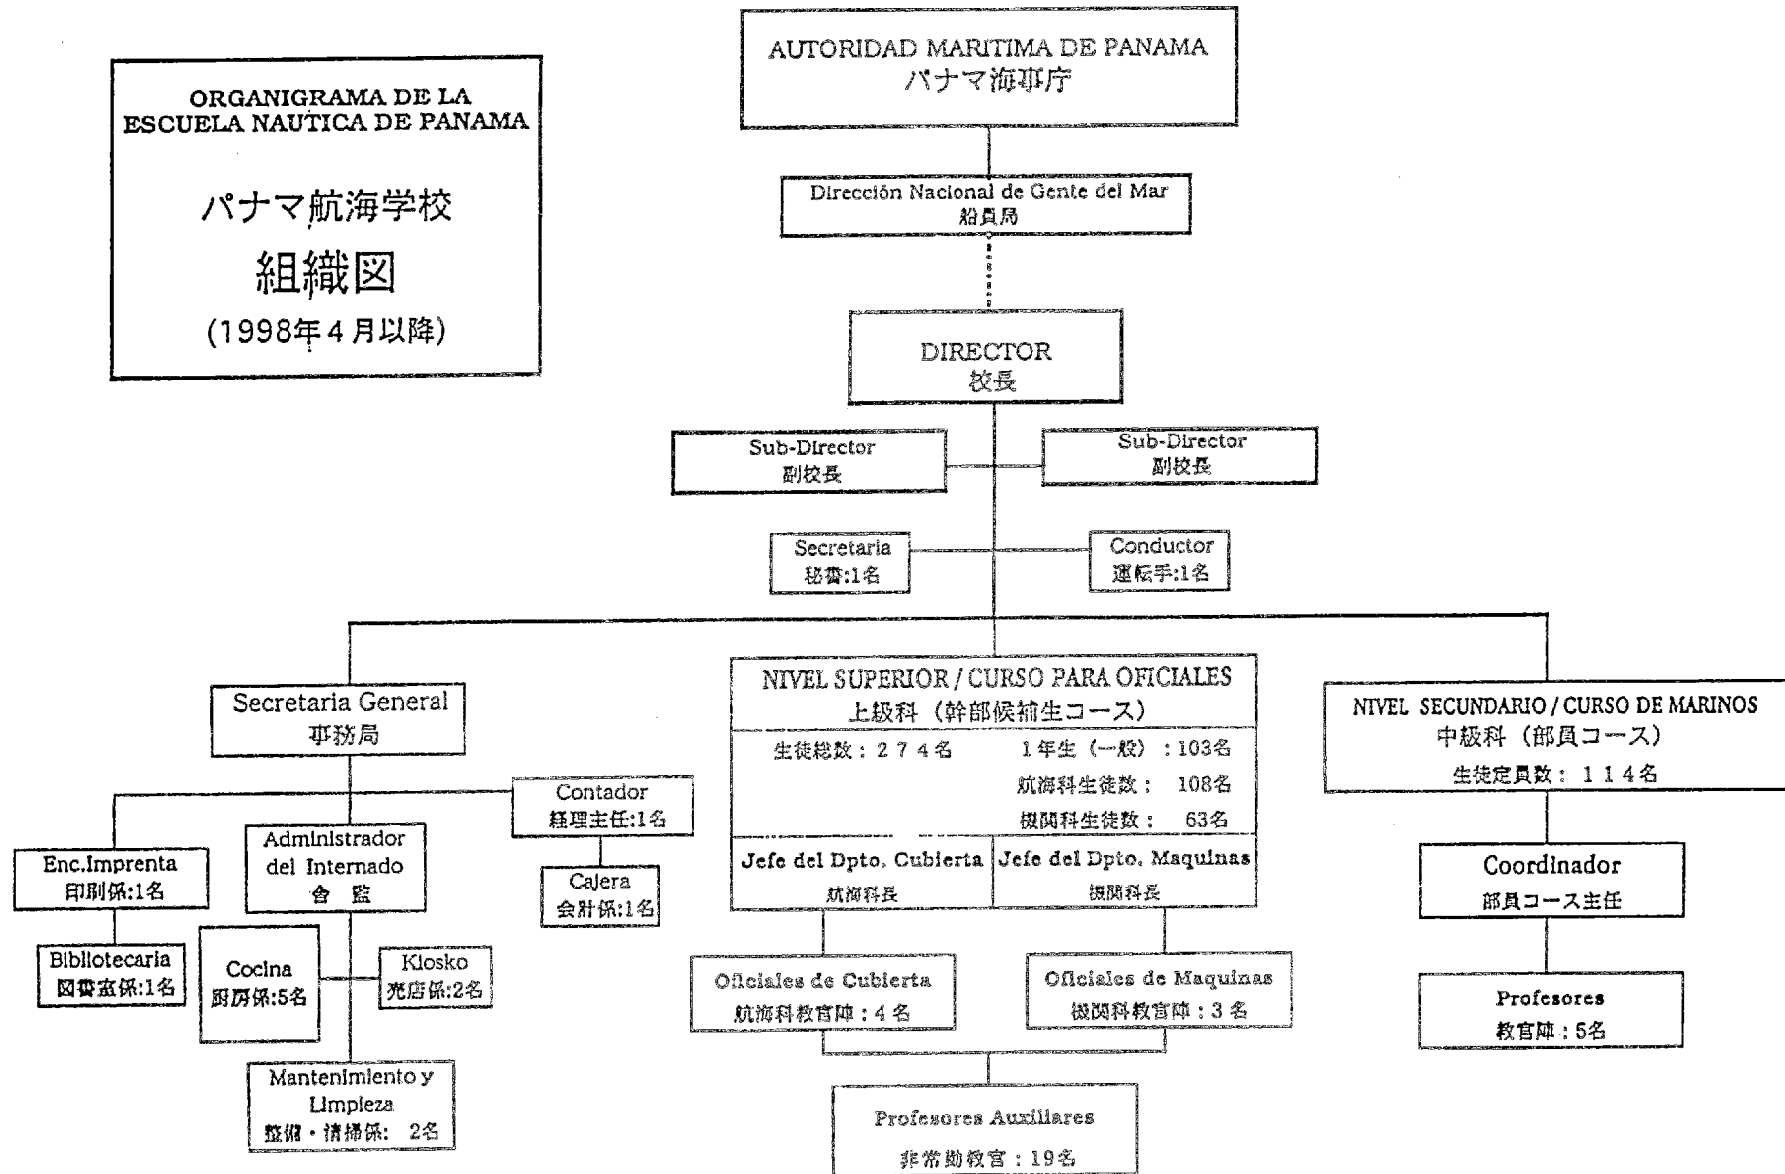 ORGANIGRAMA DE LA
ESCUELA NAUTICA DE PANAMA
パナマ航海学校
組織図
(1998年4月以降)
AUTORIDAD MARITIMA DE PANAMA
パナマ海事庁
Dirección Nacional de Gente del Mar
船員局
DIRECTOR
校長
Sub-Director
副校長
Sub-Director
副校長
Secretaria
秘書:1名
Conductor
運転手:1名
Secretaria General
事務局
Contador
経理主任:1名
Cajera
会計係:1名
Enc.Imprenta
印刷係:1名
Bibliotecaria
図書室係:1名
Administrador
del Internado
舎 監
Cocina
厨房係:5名
Kiosko
売店係:2名
Mantenimiento y
Limpieza
整備・清掃係: 2名
NIVEL SUPERIOR / CURSO PARA OFICIALES
上級科（幹部候補生コース）
生徒総数：274名 1年生（一般）：103名
航海科生徒数： 108名
機関科生徒数： 63名
Jefe del Dpto. Cubierta
航海科長
Jefe del Dpto. Maquinas
機関科長
Oficiales de Cubierta
航海科教官陣：4名
Oficiales de Maquinas
機関科教官陣：3名
Profesores Auxiliares
非常勤教官：19名
NIVEL SECUNDARIO / CURSO DE MARINOS
中級科（部員コース）
生徒定員数：114名
Coordinador
部員コース主任
Profesores
教官陣：5名